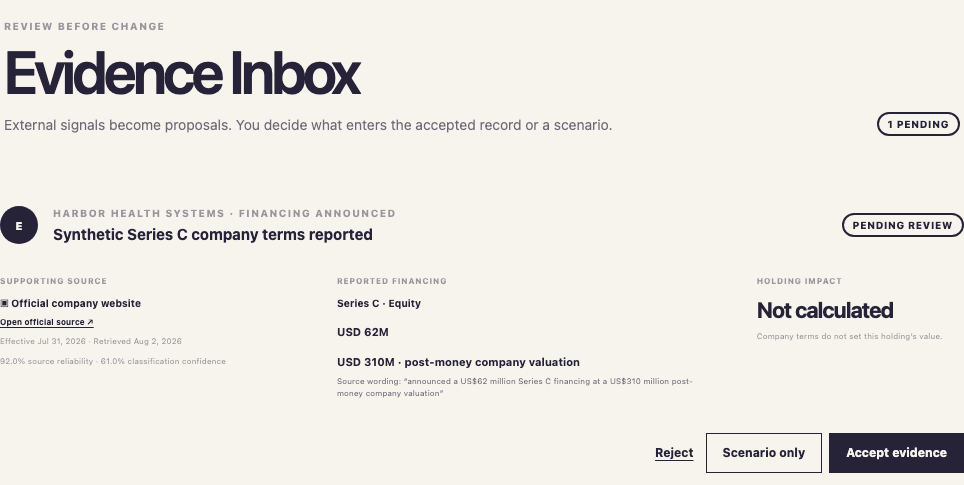 REVIEW BEFORE CHANGE
Evidence Inbox
External signals become proposals. You decide what enters the accepted record or a scenario.
1 PENDING
E
HARBOR HEALTH SYSTEMS · FINANCING ANNOUNCED
Synthetic Series C company terms reported
PENDING REVIEW
SUPPORTING SOURCE
▣ Official company website
Open official source ↗
Effective Jul 31, 2026 · Retrieved Aug 2, 2026
92.0% source reliability · 61.0% classification confidence
REPORTED FINANCING
Series C · Equity
USD 62M
USD 310M · post-money company valuation
Source wording: “announced a US$62 million Series C financing at a US$310 million post-
money company valuation”
HOLDING IMPACT
Not calculated
Company terms do not set this holding's value.
Reject
Scenario only
Accept evidence